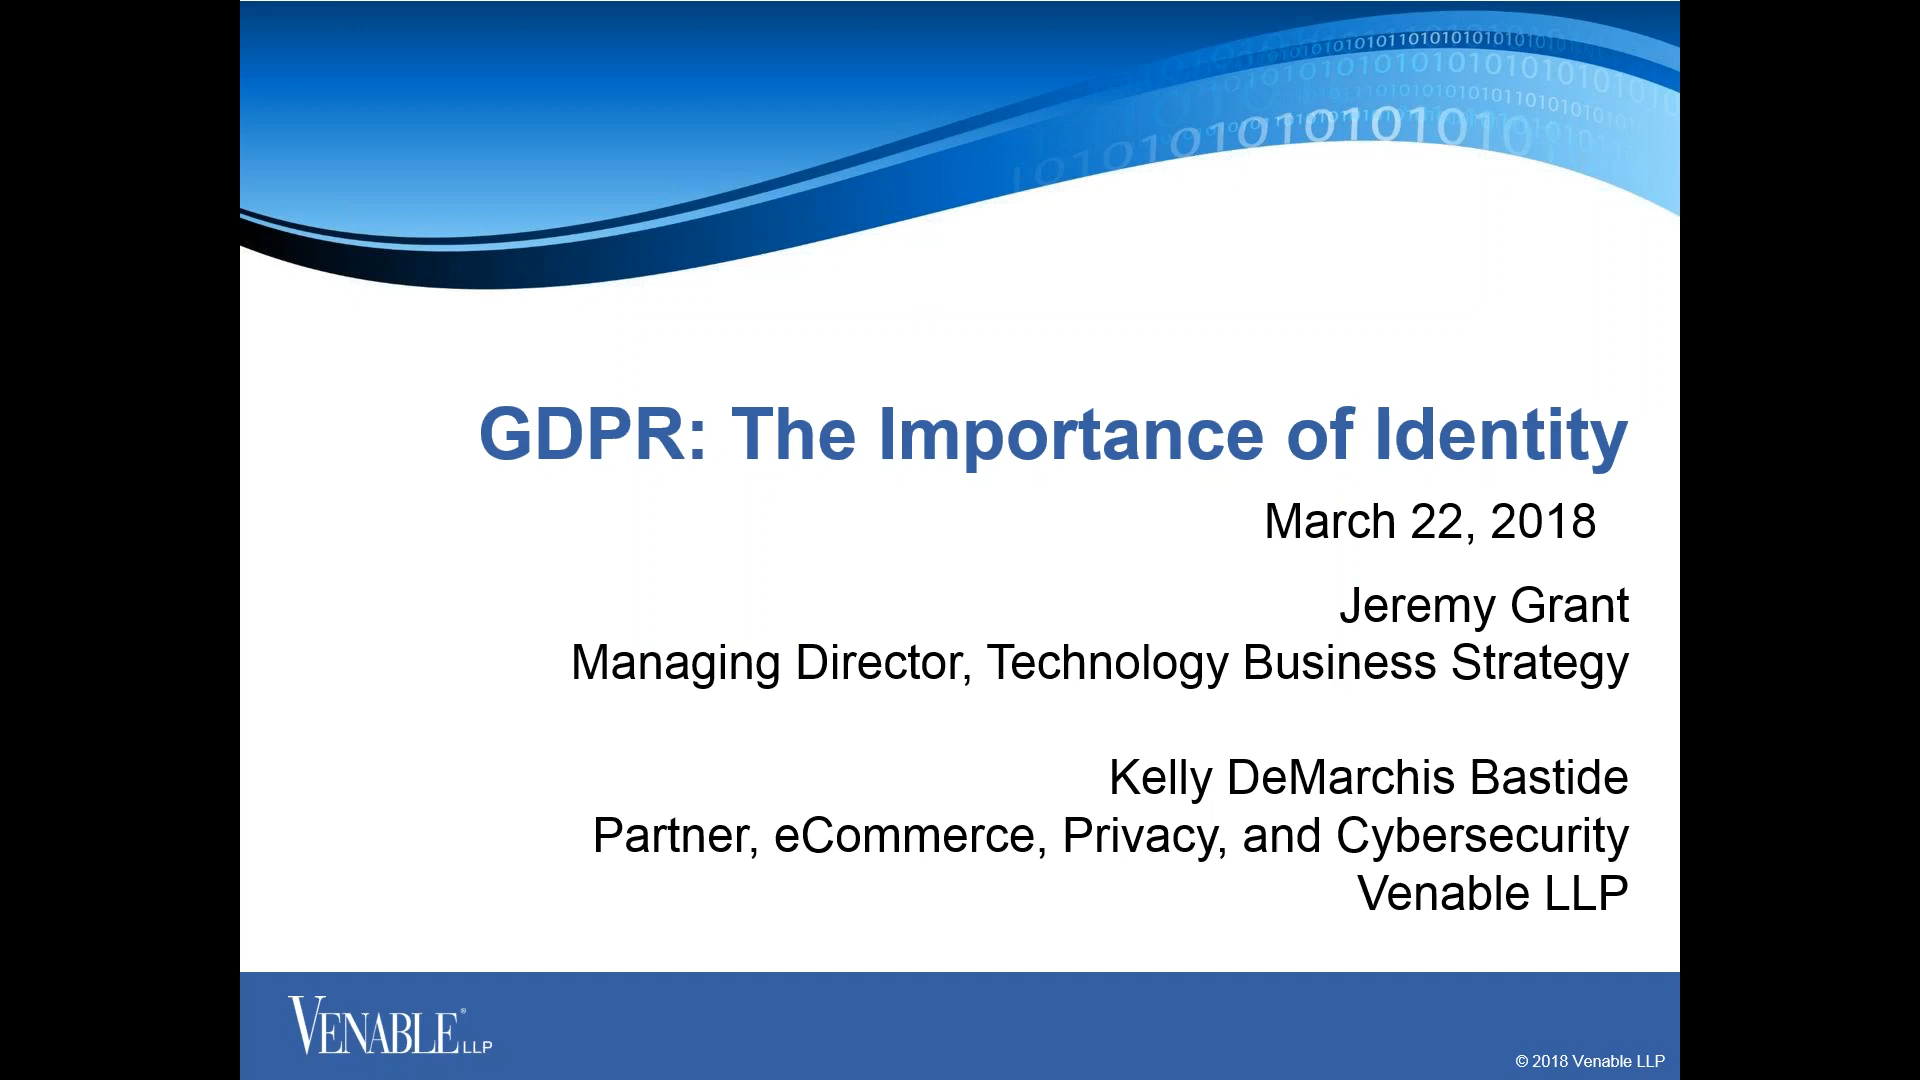 GDPR: The Importance of Identity
March 22, 2018
Jeremy Grant
Managing Director, Technology Business Strategy
Kelly DeMarchis Bastide
Partner, eCommerce, Privacy, and Cybersecurity
Venable LLP
VENABLE® LLP
© 2018 Venable LLP